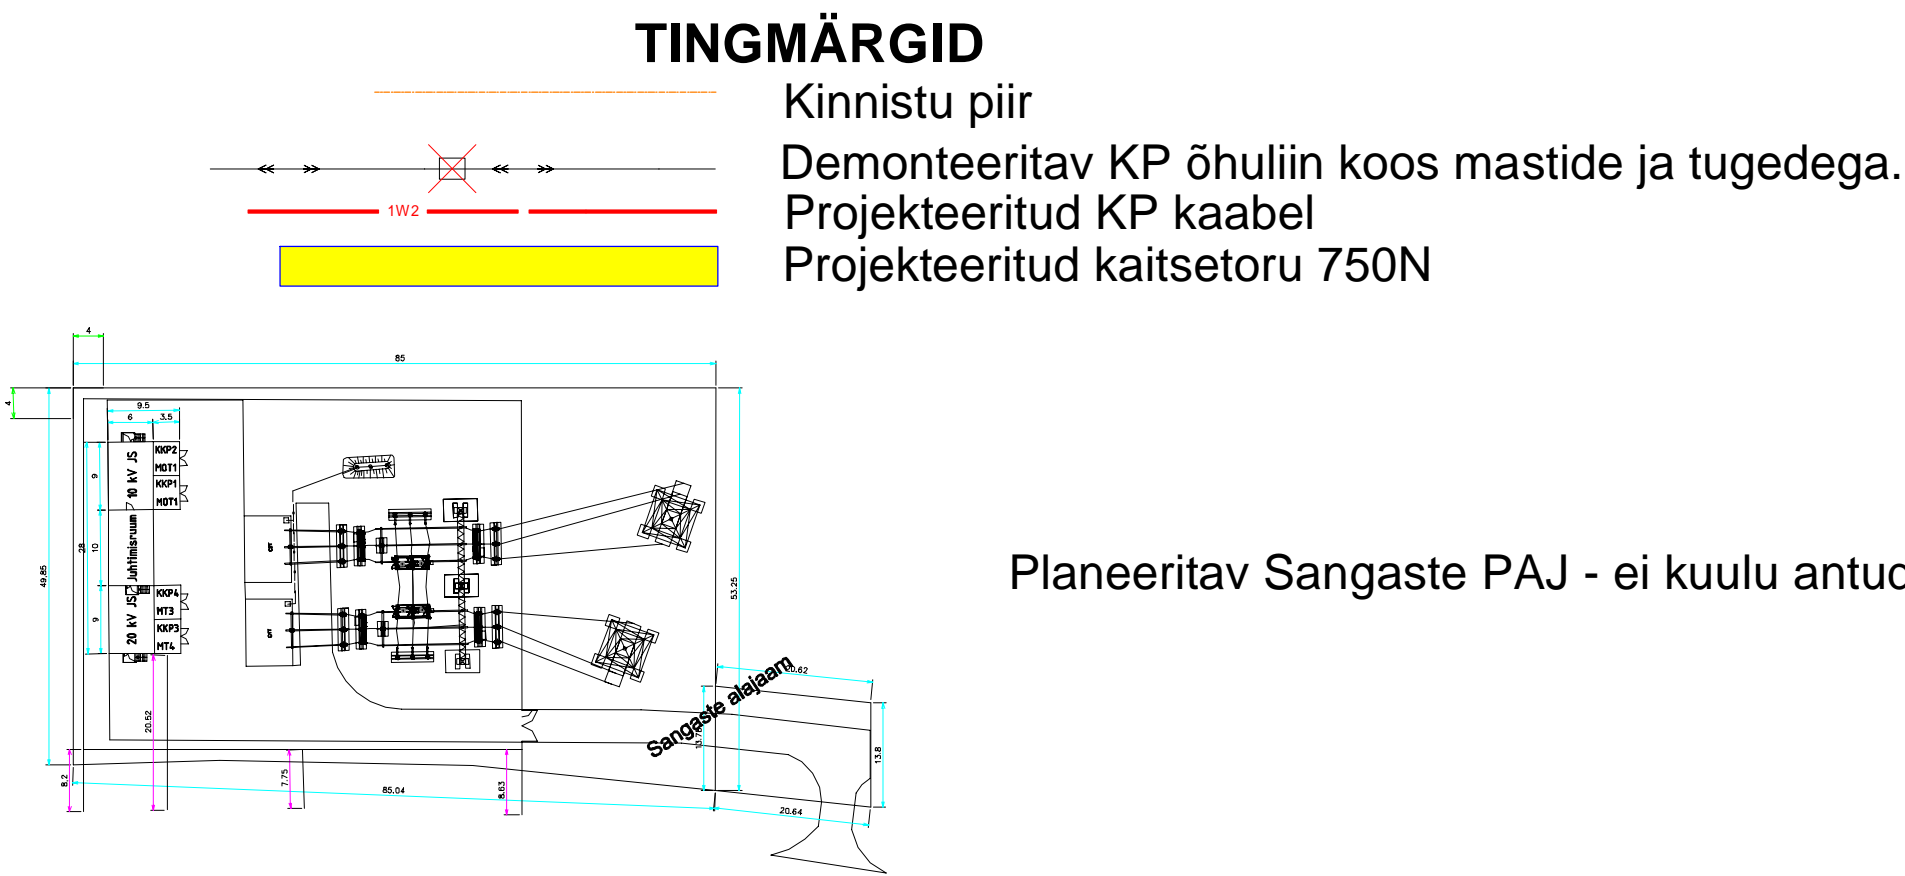 TINGMÄRGID
Kinnistu piir
Demonteeritav KP õhuliin koos mastide ja tugedega.
1W2
Projekteeritud KP kaabel
Projekteeritud kaitsetoru 750N
4
85
4
9.5
6
3.5
10 kV JS
KKP2
MOT1
KKP1
MOT1
9
28
10
Juhtimisruum
49.85
53.25
Planeeritav Sangaste PAJ - ei kuulu antud
20 kV JS
KKP4
MT3
KKP3
MT4
9
Sangaste alajaam
20.62
20.52
13.8
8.2
7.75
8.63
85.04
20.64